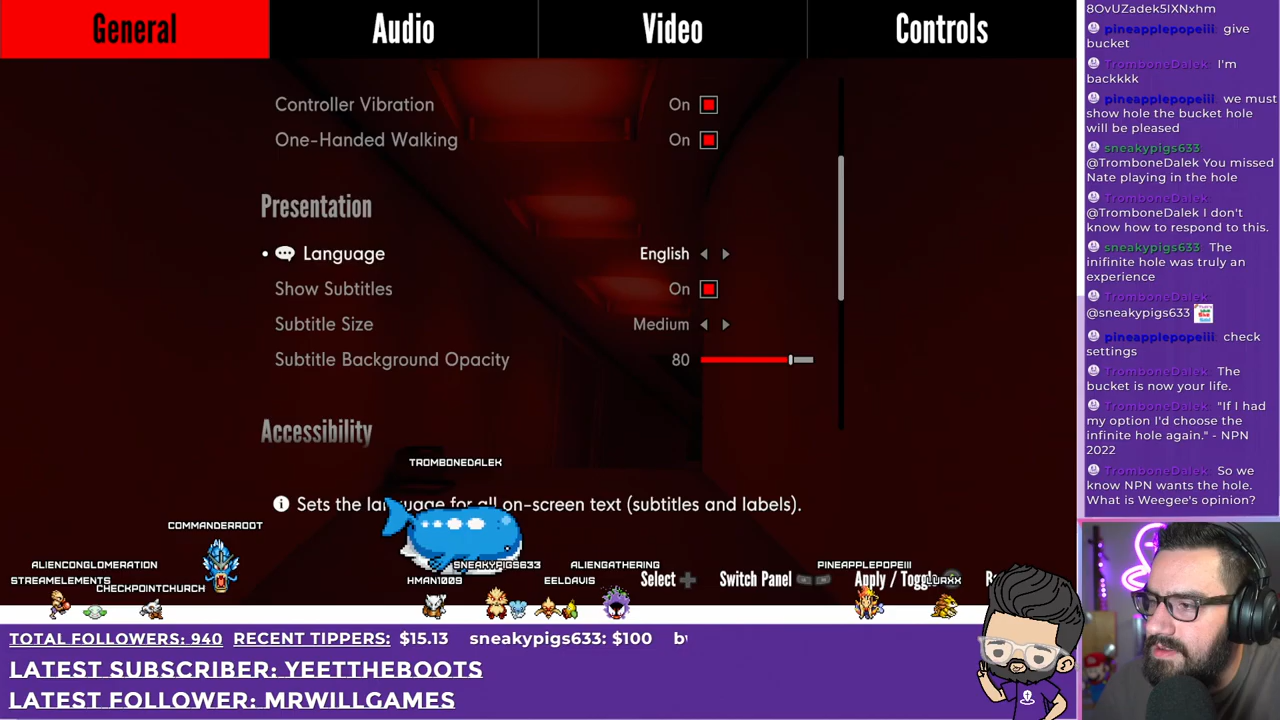 General
Audio
Video
Controls
Controller Vibration On
One-Handed Walking On
Presentation
Language English
Show Subtitles On
Subtitle Size Medium
Subtitle Background Opacity 80
Accessibility
TROMBONEDALEK
Sets the language for all on-screen text (subtitles and labels).
COMMANDERROOT
ALIENCONGLOMERATION
SNEAKYPIGS633
ALIENGATHERING
PINEAPPLEPOPEIII
STREAMELEMENTS
CHECKPOINTCHURCH
HMAN1009
EELDAVIS
LURXX
Select
Switch Panel
Apply / Toggle
TOTAL FOLLOWERS: 940 RECENT TIPPERS: $15.13 sneakypigs633: $100
LATEST SUBSCRIBER: YEETTHEBOOTS
LATEST FOLLOWER: MRWILLGAMES
8OvUZadek5IXNxhm
pineapplepopeiii give
bucket
TromboneDalek I'm
backkkk
pineapplepopeiii we must
show hole the bucket hole
will be pleased
sneakypigs633
@TromboneDalek You missed
Nate playing in the hole
TromboneDalek
@TromboneDalek I don't
know how to respond to this.
sneakypigs633 The
inifinite hole was truly an
experience
TromboneDalek
@sneakypigs633
pineapplepopeiii check
settings
TromboneDalek The
bucket is now your life.
TromboneDalek "If I had
my option I'd choose the
infinite hole again." - NPN
2022
TromboneDalek So we
know NPN wants the hole.
What is Weegee's opinion?